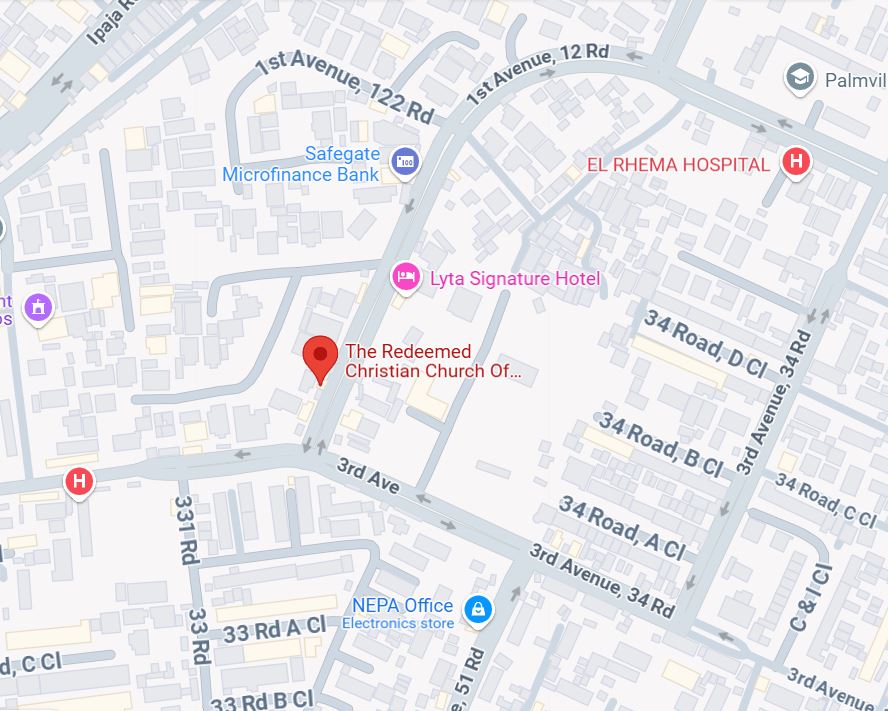 Ipaja R
1st Avenue, 12 Rd
1st Avenue, 122 Rd
Palmvil
Safegate
Microfinance Bank
EL RHEMA HOSPITAL
H
Lyta Signature Hotel
nt
os
34 Road, D Cl
The Redeemed
Christian Church Of...
3rd Avenue, 34 Rd
34 Road, B Cl
H
3rd Ave
34 Road, C Cl
331 Rd
34 Road, A Cl
3rd Avenue, 34 Rd
C & I Cl
NEPA Office
Electronics store
33 Rd
33 Rd A Cl
d, C Cl
e, 51 Rd
33 Rd B Cl
3rd Avenue,